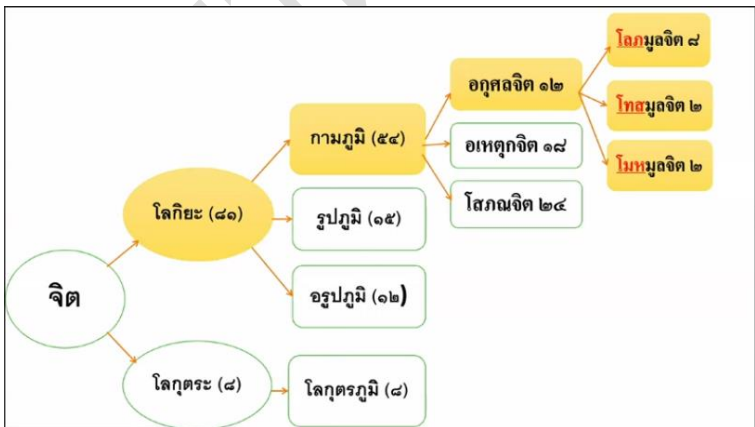 จิต
โลกิยะ (๘๑)
โลกุตระ (๘)
กามภูมิ (๕๔)
รูปภูมิ (๑๕)
อรูปภูมิ (๑๒)
โลกุตรภูมิ (๘)
อกุศลจิต ๑๒
อเหตุกจิต ๑๘
โสภณจิต ๒๔
โลภมูลจิต ๘
โทสมูลจิต ๒
โมหมูลจิต ๒